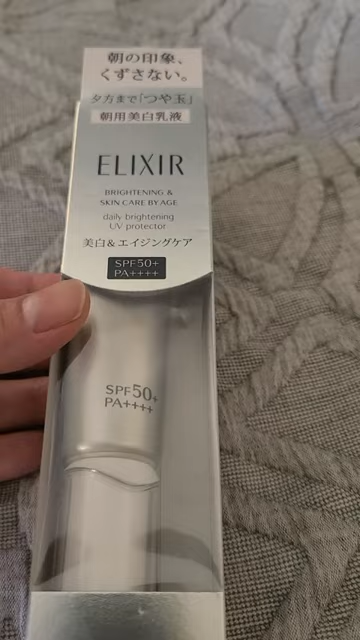 朝の印象、
くずさない。
夕方まで「つや玉」
朝用美白乳液
ELIXIR
BRIGHTENING &
SKIN CARE BY AGE
daily brightening
UV protector
美白&エイジングケア
SPF50+
PA++++
SPF50+
PA++++